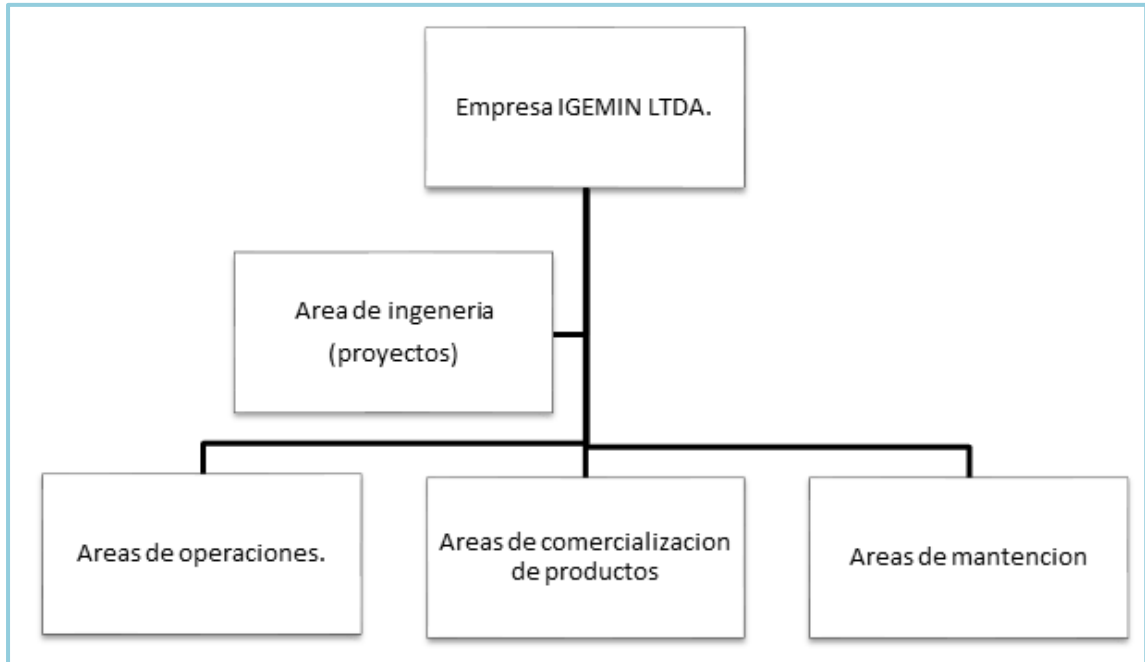 Empresa IGEMIN LTDA.
Area de ingeneria
(proyectos)
Areas de operaciones.
Areas de comercializacion
de productos
Areas de mantencion